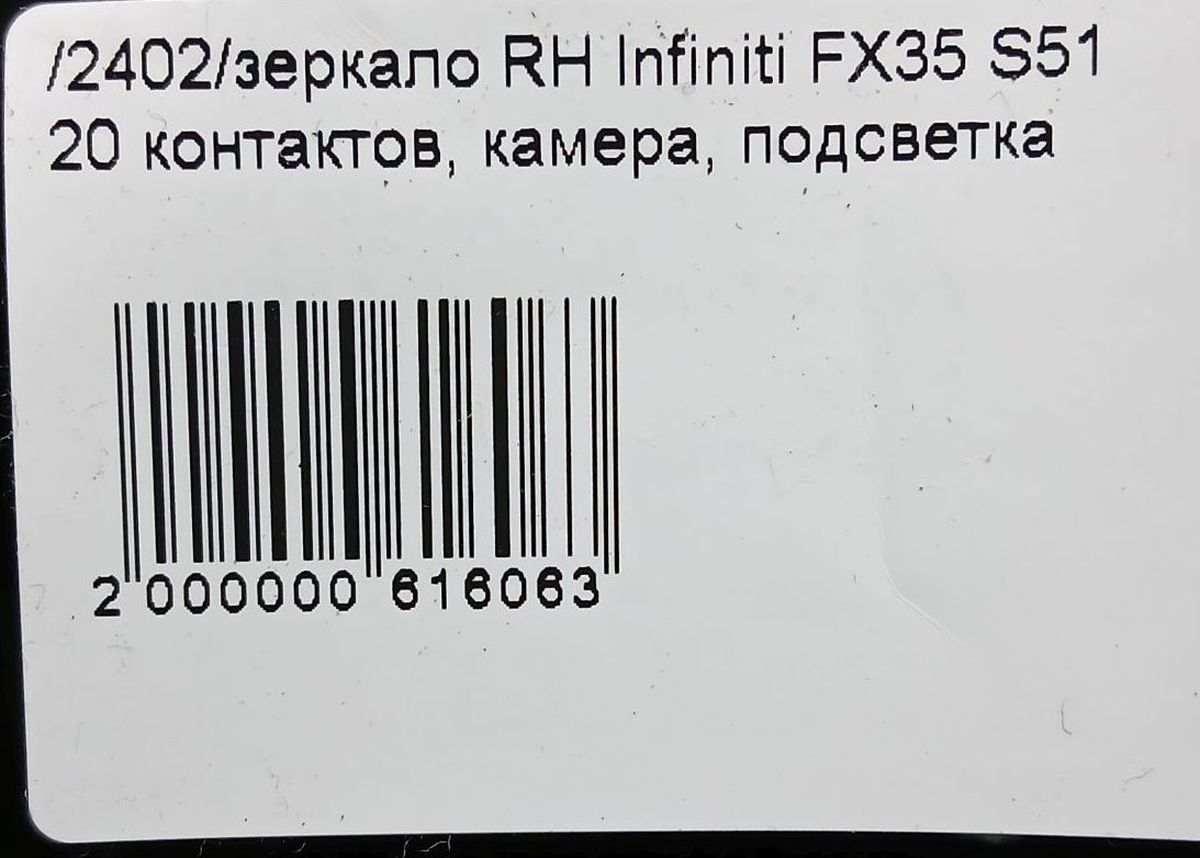 /2402/зеркало RH Infiniti FX35 S51
20 контактов, камера, подсветка
2 000000 616063